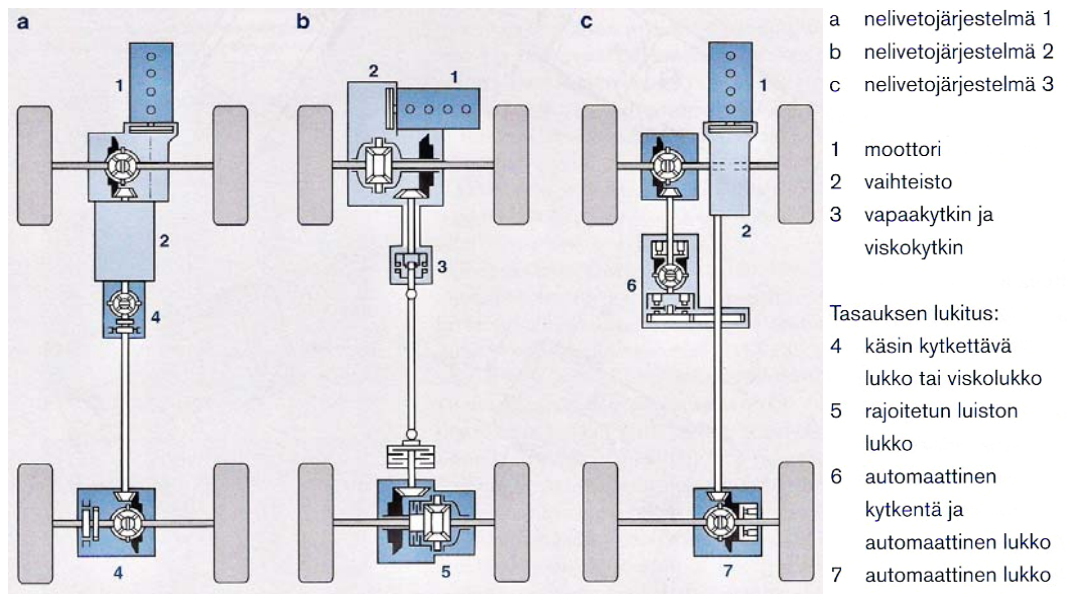 a
b
c
1
2
4
4
2
1
3
5
1
2
6
7
a nelivetojärjestelmä 1
b nelivetojärjestelmä 2
c nelivetojärjestelmä 3
1 moottori
2 vaihteisto
3 vapaakytkin ja
viskokytkin
Tasauksen lukitus:
4 käsin kytkettävä
lukko tai viskolukko
5 rajoitetun luiston
lukko
6 automaattinen
kytkentä ja
automaattinen lukko
7 automaattinen lukko